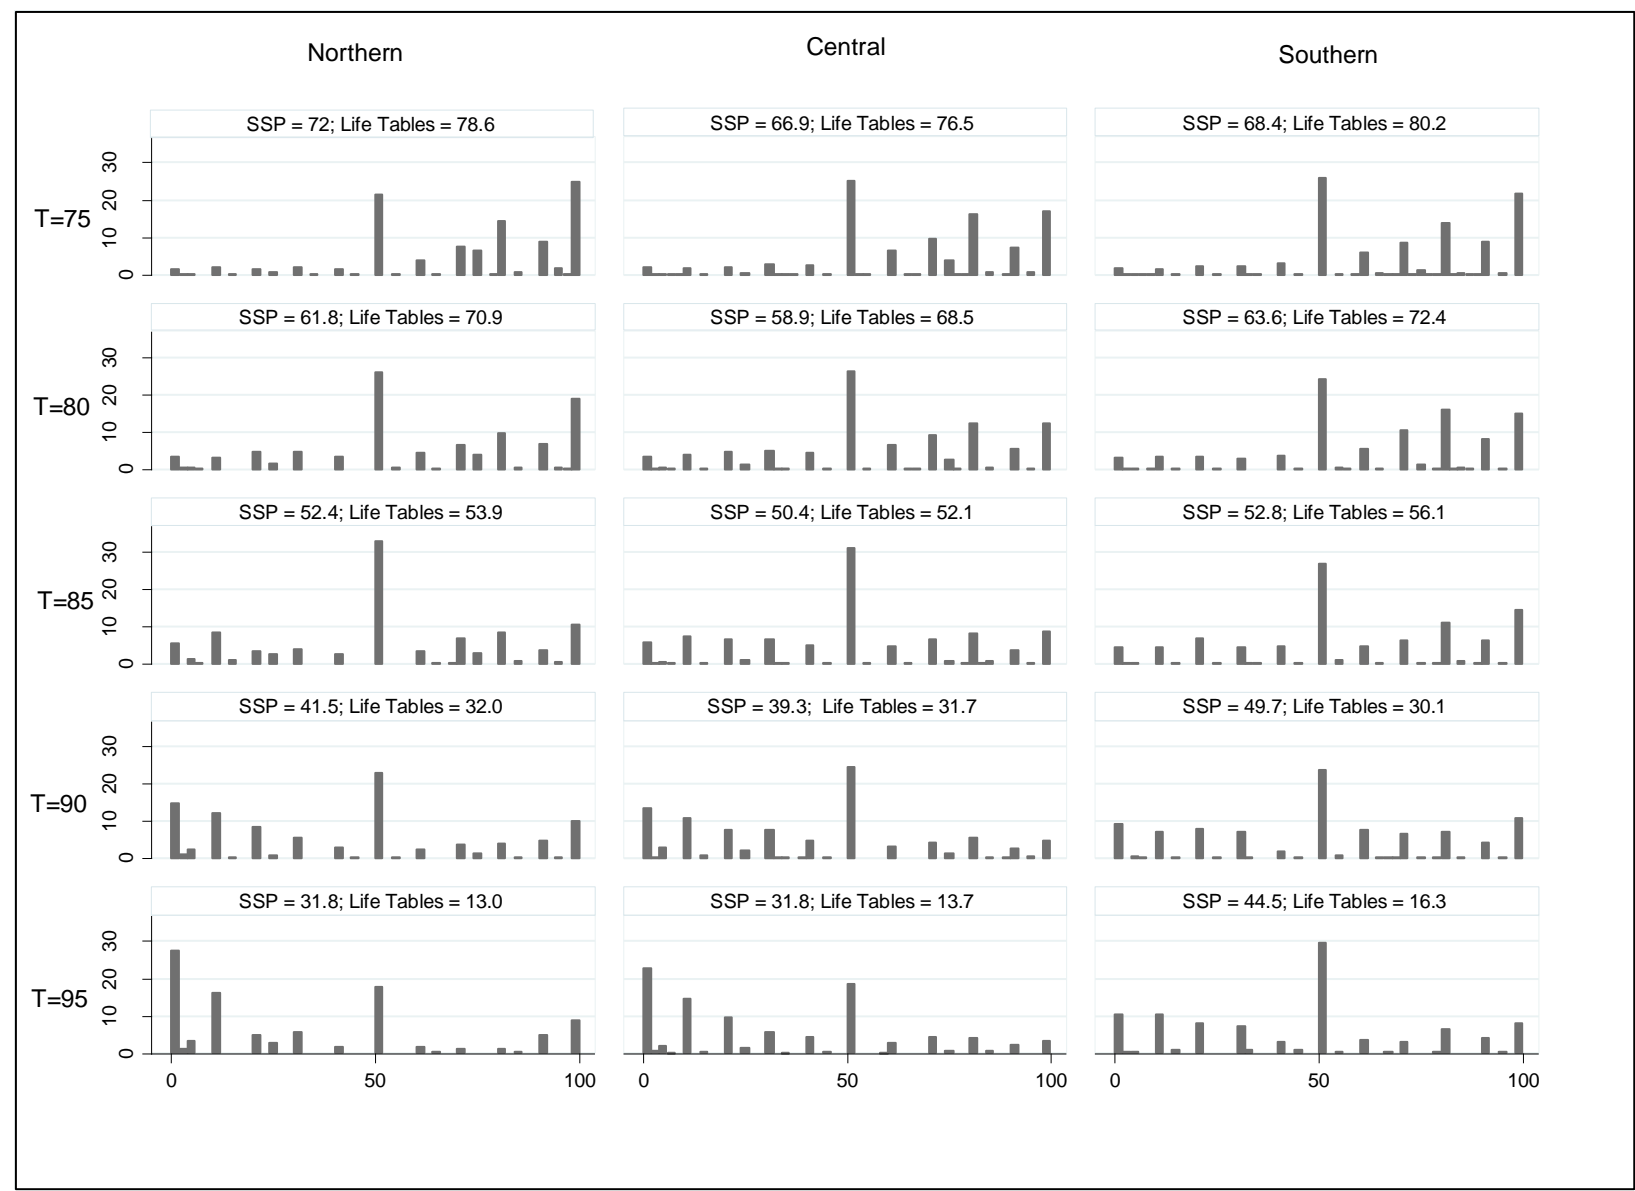 Northern Central Southern
SSP = 72; Life Tables = 78.6
SSP = 66.9; Life Tables = 76.5
SSP = 68.4; Life Tables = 80.2
T=75
30
20
10
0
SSP = 61.8; Life Tables = 70.9
SSP = 58.9; Life Tables = 68.5
SSP = 63.6; Life Tables = 72.4
T=80
30
20
10
0
SSP = 52.4; Life Tables = 53.9
SSP = 50.4; Life Tables = 52.1
SSP = 52.8; Life Tables = 56.1
T=85
30
20
10
0
SSP = 41.5; Life Tables = 32.0
SSP = 39.3;  Life Tables = 31.7
SSP = 49.7; Life Tables = 30.1
T=90
30
20
10
0
SSP = 31.8; Life Tables = 13.0
SSP = 31.8; Life Tables = 13.7
SSP = 44.5; Life Tables = 16.3
T=95
30
20
10
0
0 50 100
0 50 100
0 50 100